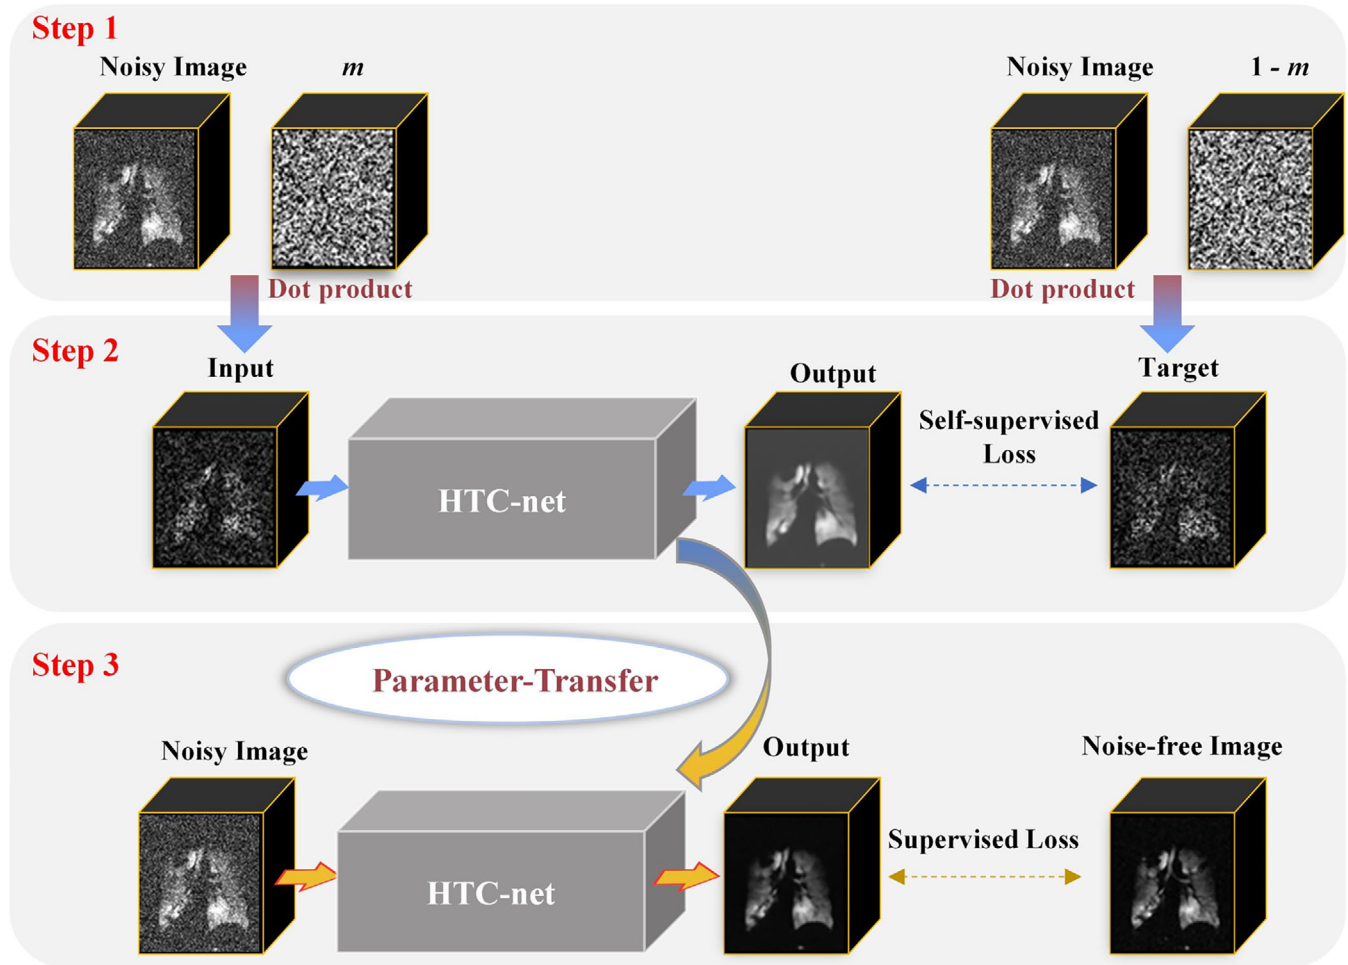 Step 1
Noisy Image
m
Noisy Image
1 - m
Dot product
Dot product
Step 2
Input
Output
Target
Self-supervised
Loss
HTC-net
Step 3
Parameter-Transfer
Noisy Image
Output
Noise-free Image
Supervised Loss
HTC-net